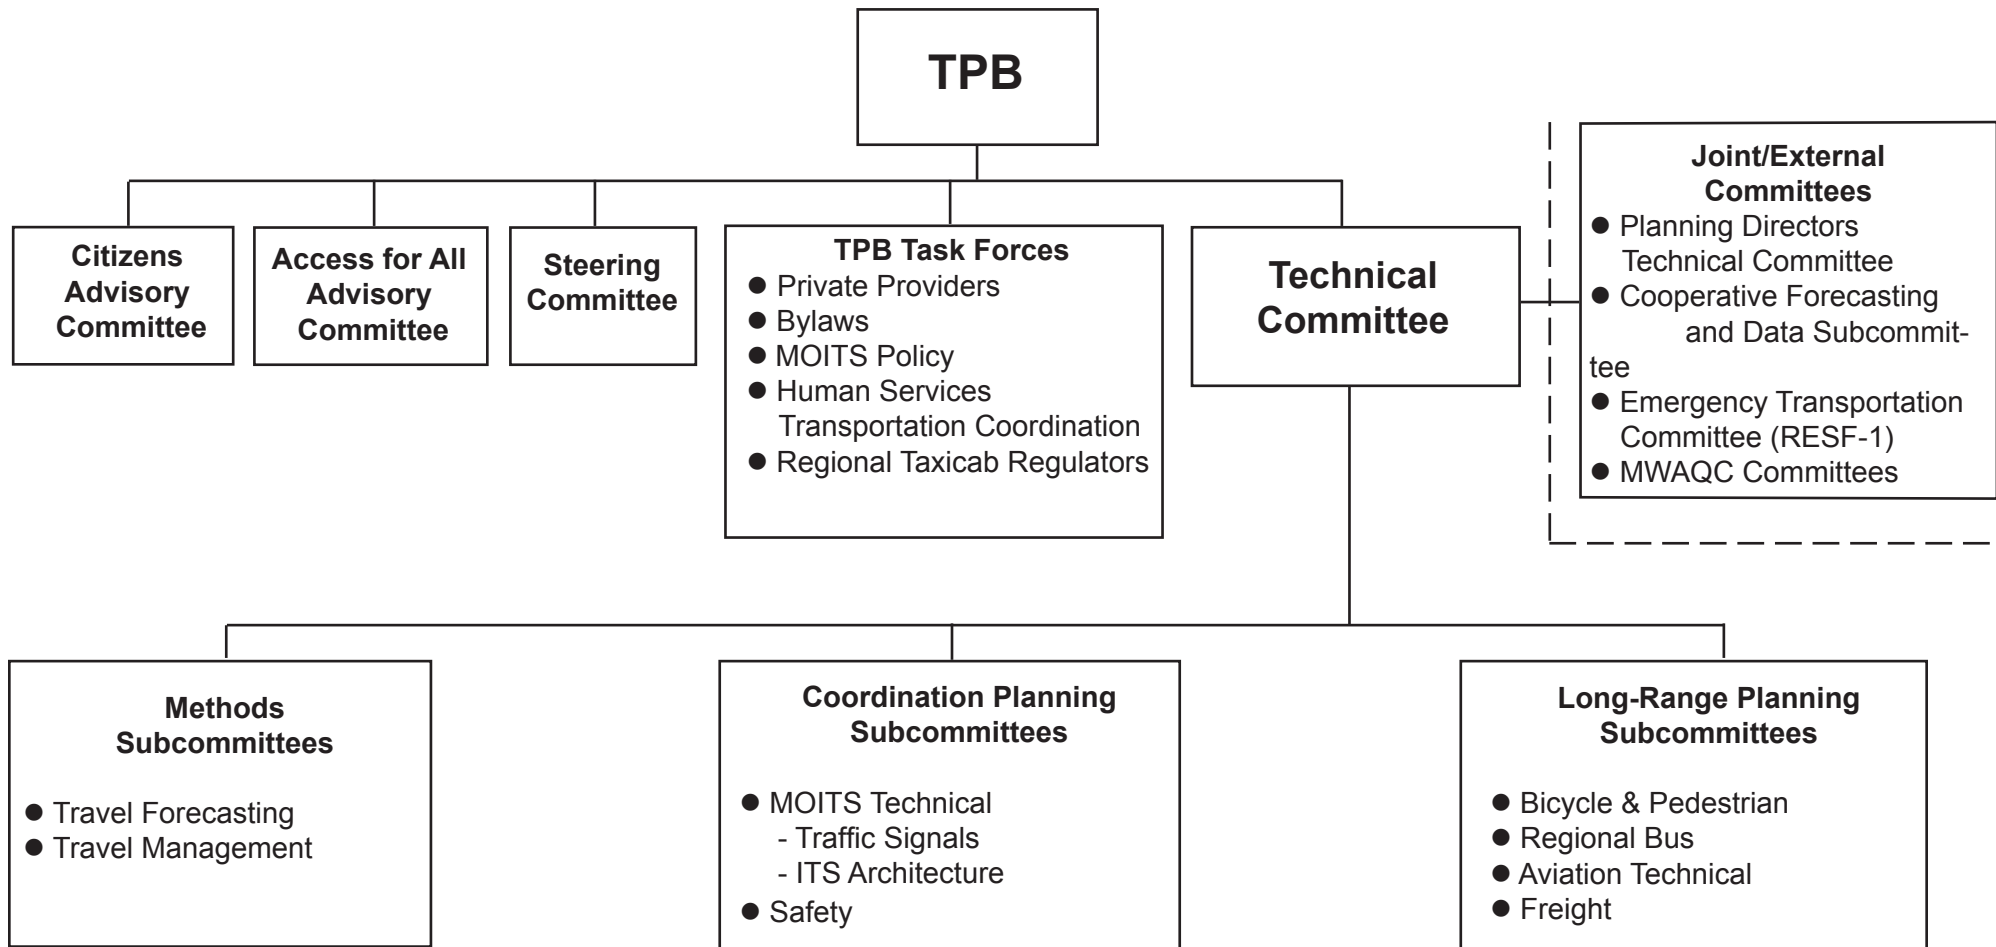 TPB
Citizens
Advisory
Committee
Access for All
Advisory
Committee
Steering
Committee
TPB Task Forces
● Private Providers
● Bylaws
● MOITS Policy
● Human Services
Transportation Coordination
● Regional Taxicab Regulators
Technical
Committee
Joint/External
Committees
● Planning Directors
Technical Committee
● Cooperative Forecasting
and Data Subcommit-
tee
● Emergency Transportation
Committee (RESF-1)
● MWAQC Committees
Methods
Subcommittees
● Travel Forecasting
● Travel Management
Coordination Planning
Subcommittees
● MOITS Technical
- Traffic Signals
- ITS Architecture
● Safety
Long-Range Planning
Subcommittees
● Bicycle & Pedestrian
● Regional Bus
● Aviation Technical
● Freight